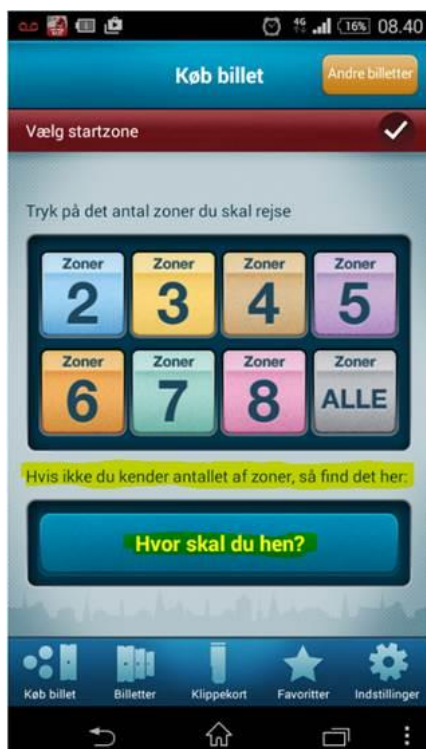 4G 16% 08.40
Køb billet
Andre billetter
Vælg startzone
Tryk på det antal zoner du skal rejse
Zoner Zoner Zoner Zoner
2 3 4 5
Zoner Zoner Zoner Zoner
6 7 8 ALLE
Hvis ikke du kender antallet af zoner, så find det her:
Hvor skal du hen?
Køb billet Billetter Klippekort Favoritter Indstillinger